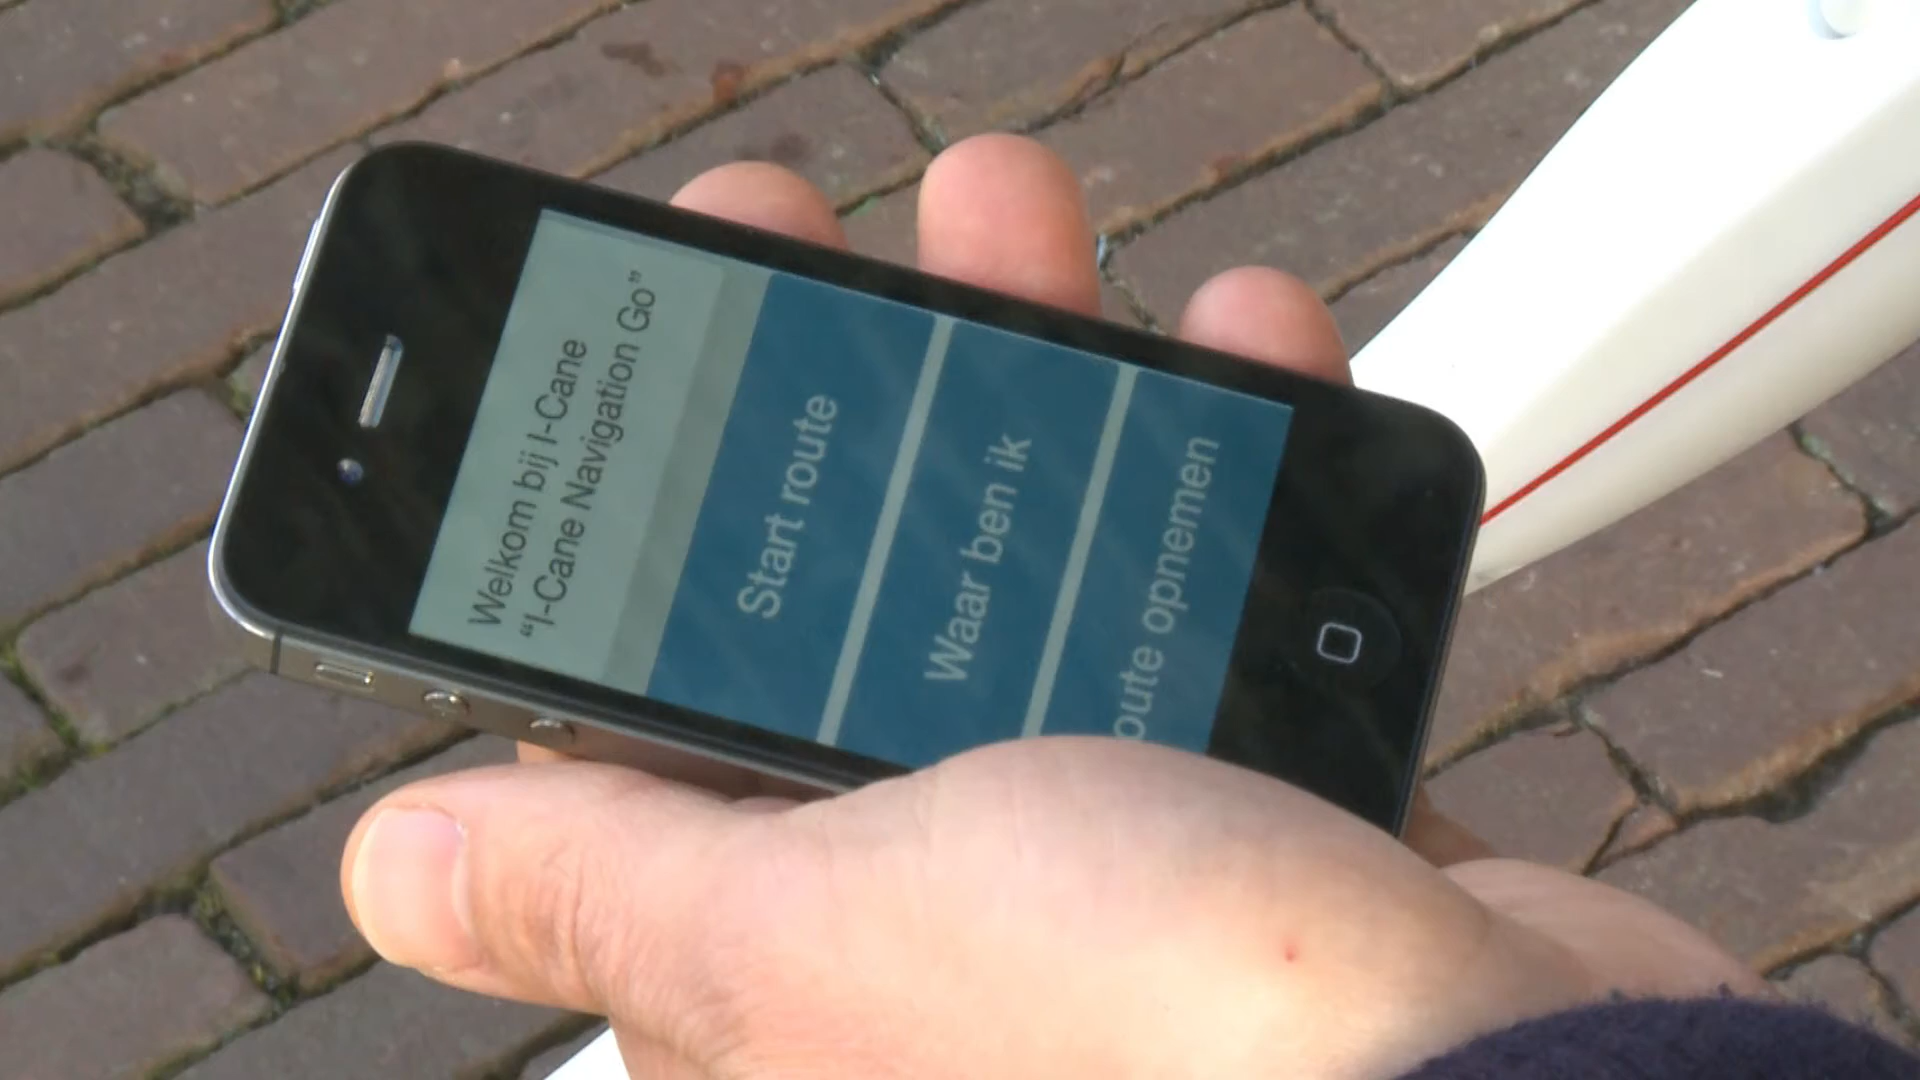 Welkom bij I-Cane
“I-Cane Navigation Go”
Start route
Waar ben ik
oute opnemen